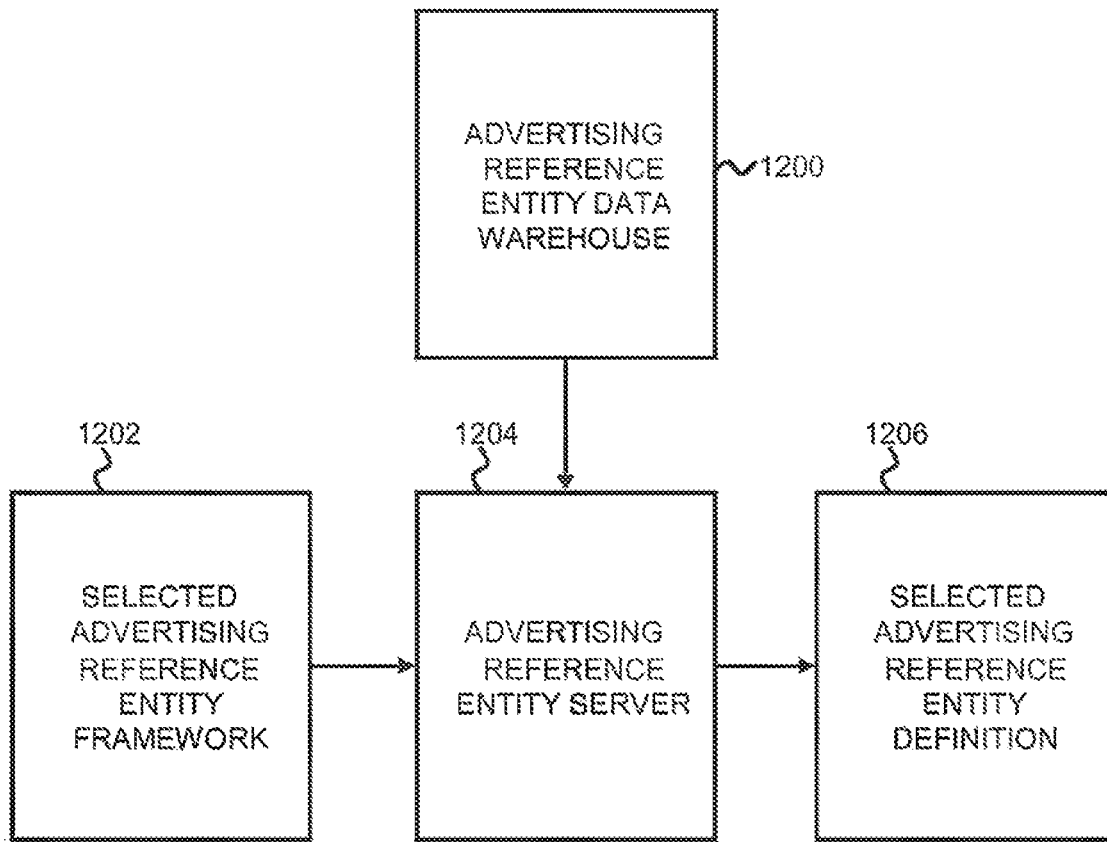 ADVERTISING
REFERENCE
ENTITY DATA
WAREHOUSE
1200
1202
1204
1206
SELECTED
ADVERTISING
REFERENCE
ENTITY
FRAMEWORK
ADVERTISING
REFERENCE
ENTITY SERVER
SELECTED
ADVERTISING
REFERENCE
ENTITY
DEFINITION